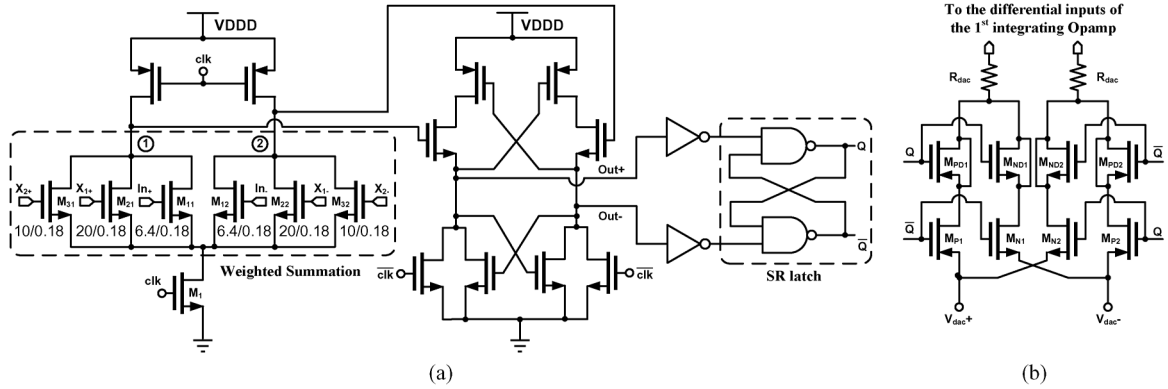 VDDD
clk
1
2
X2+
X1+
In+
In-
X1-
X2-
M31
M21
M11
M12
M22
M32
10/0.18
20/0.18
6.4/0.18
6.4/0.18
20/0.18
10/0.18
Weighted Summation
clk
M1
VDDD
Out+
Out-
clk
clk
Q
Q
SR latch
(a)
To the differential inputs of
the 1st integrating Opamp
Rdac
Rdac
Q
MPD1
MND1
MND2
MPD2
Q
Q
MP1
MN1
MN2
MP2
Q
Vdac+
Vdac-
(b)